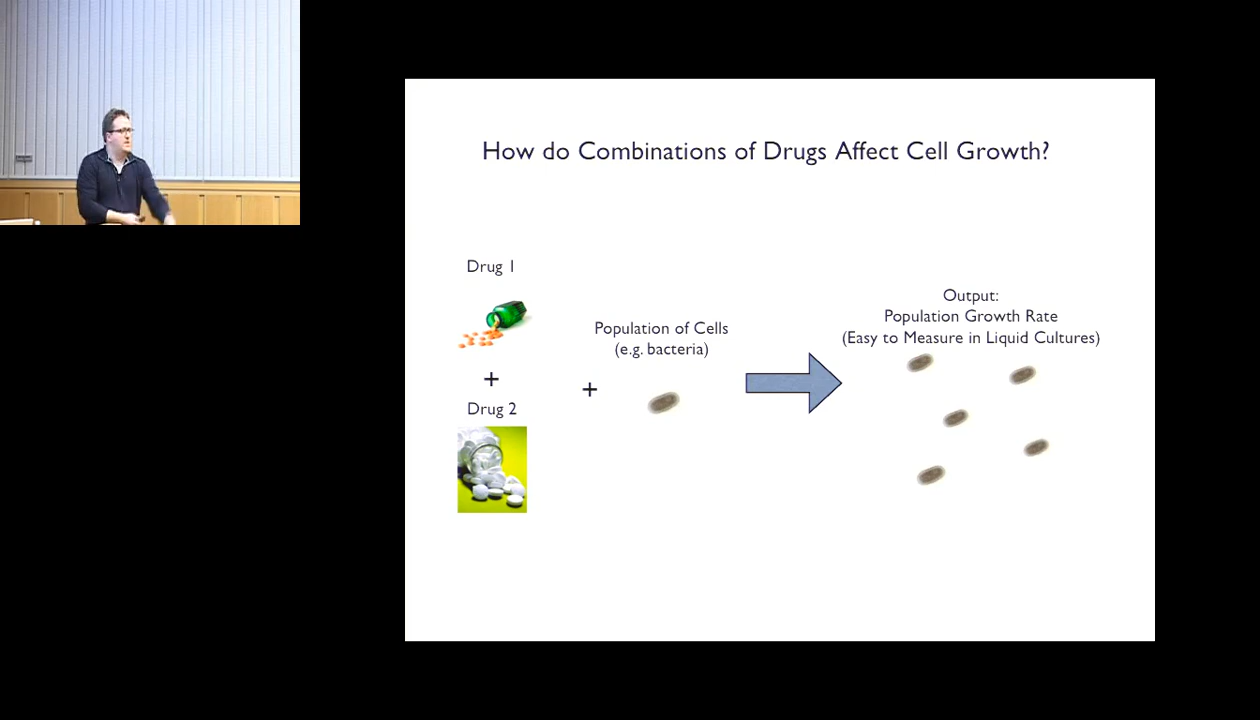 How do Combinations of Drugs Affect Cell Growth?
Drug 1
+
Drug 2
+
Population of Cells
(e.g. bacteria)
Output:
Population Growth Rate
(Easy to Measure in Liquid Cultures)